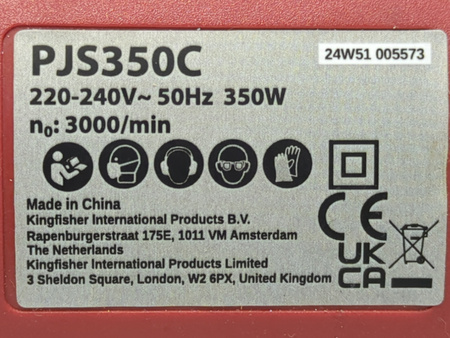 PJS350C
24W51 005573
220-240V~ 50Hz 350W
n₀: 3000/min
Made in China
Kingfisher International Products B.V.
Rapenburgerstraat 175E, 1011 VM Amsterdam
The Netherlands
Kingfisher International Products Limited
3 Sheldon Square, London, W2 6PX, United Kingdom
CE
UK
CA